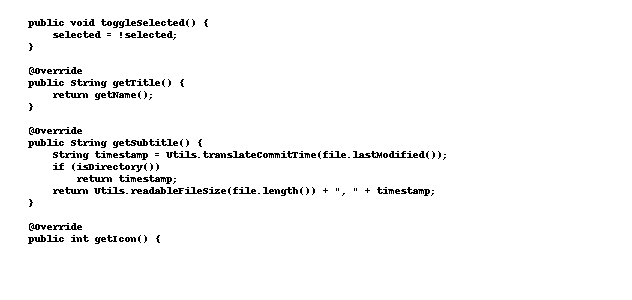 public void toggleSelected() {
selected = !selected;
}
@Override
public String getTitle() {
return getName();
}
@Override
public String getSubtitle() {
String timestamp = Utils.translateCommitTime(file.lastModified());
if (isDirectory())
return timestamp;
return Utils.readableFileSize(file.length()) + ", " + timestamp;
}
@Override
public int getIcon() {